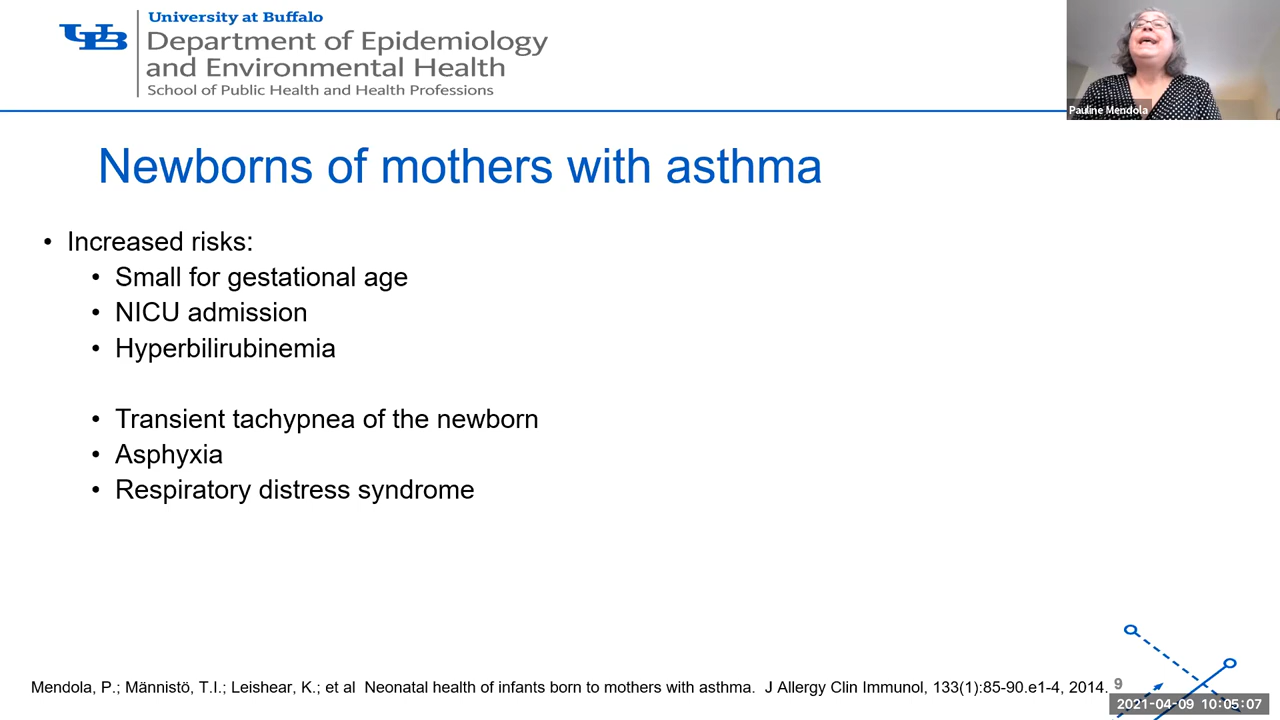 UB
University at Buffalo
Department of Epidemiology
and Environmental Health
School of Public Health and Health Professions
Pauline Mendola
Newborns of mothers with asthma
• Increased risks:
• Small for gestational age
• NICU admission
• Hyperbilirubinemia
• Transient tachypnea of the newborn
• Asphyxia
• Respiratory distress syndrome
Mendola, P.; Männistö, T.I.; Leishear, K.; et al Neonatal health of infants born to mothers with asthma. J Allergy Clin Immunol, 133(1):85-90.e1-4, 2014.
9
2021-04-09 10:05:07